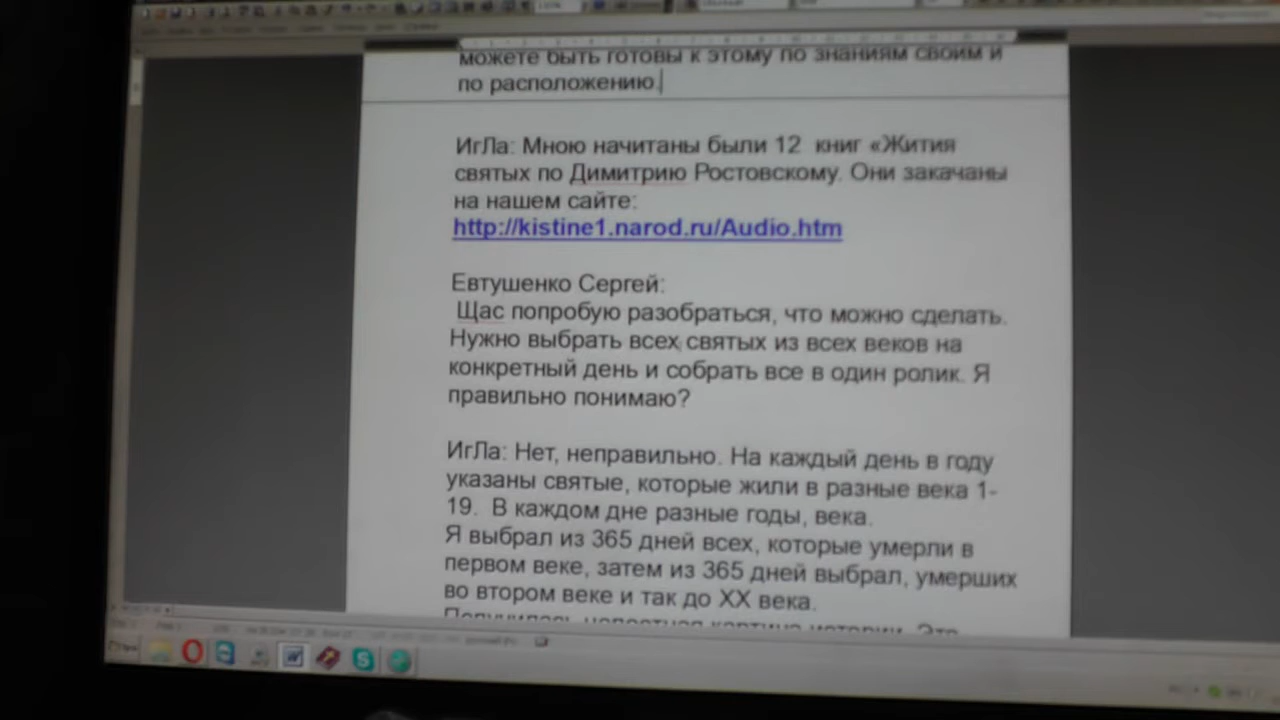 можете быть готовы к этому по знаниям своим и
по расположению.
ИгЛа: Мною начитаны были 12 книг «Жития
святых по Димитрию Ростовскому. Они закачаны
на нашем сайте:
http://kistine1.narod.ru/Audio.htm
Евтушенко Сергей:
Щас попробую разобраться, что можно сделать.
Нужно выбрать всех святых из всех веков на
конкретный день и собрать все в один ролик. Я
правильно понимаю?
ИгЛа: Нет, неправильно. На каждый день в году
указаны святые, которые жили в разные века 1-
19. В каждом дне разные годы, века.
Я выбрал из 365 дней всех, которые умерли в
первом веке, затем из 365 дней выбрал, умерших
во втором веке и так до XX века.
Получилась целостная картина истории. Это